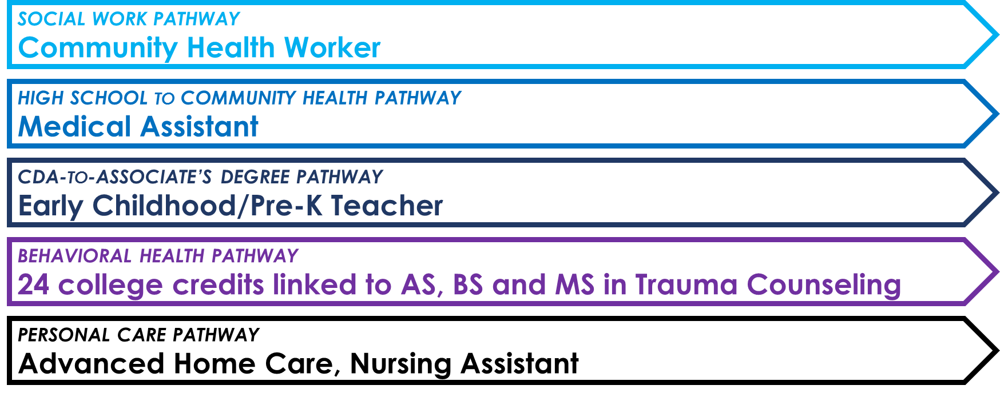 SOCIAL WORK PATHWAY
Community Health Worker
HIGH SCHOOL TO COMMUNITY HEALTH PATHWAY
Medical Assistant
CDA-TO-ASSOCIATE’S DEGREE PATHWAY
Early Childhood/Pre-K Teacher
BEHAVIORAL HEALTH PATHWAY
24 college credits linked to AS, BS and MS in Trauma Counseling
PERSONAL CARE PATHWAY
Advanced Home Care, Nursing Assistant